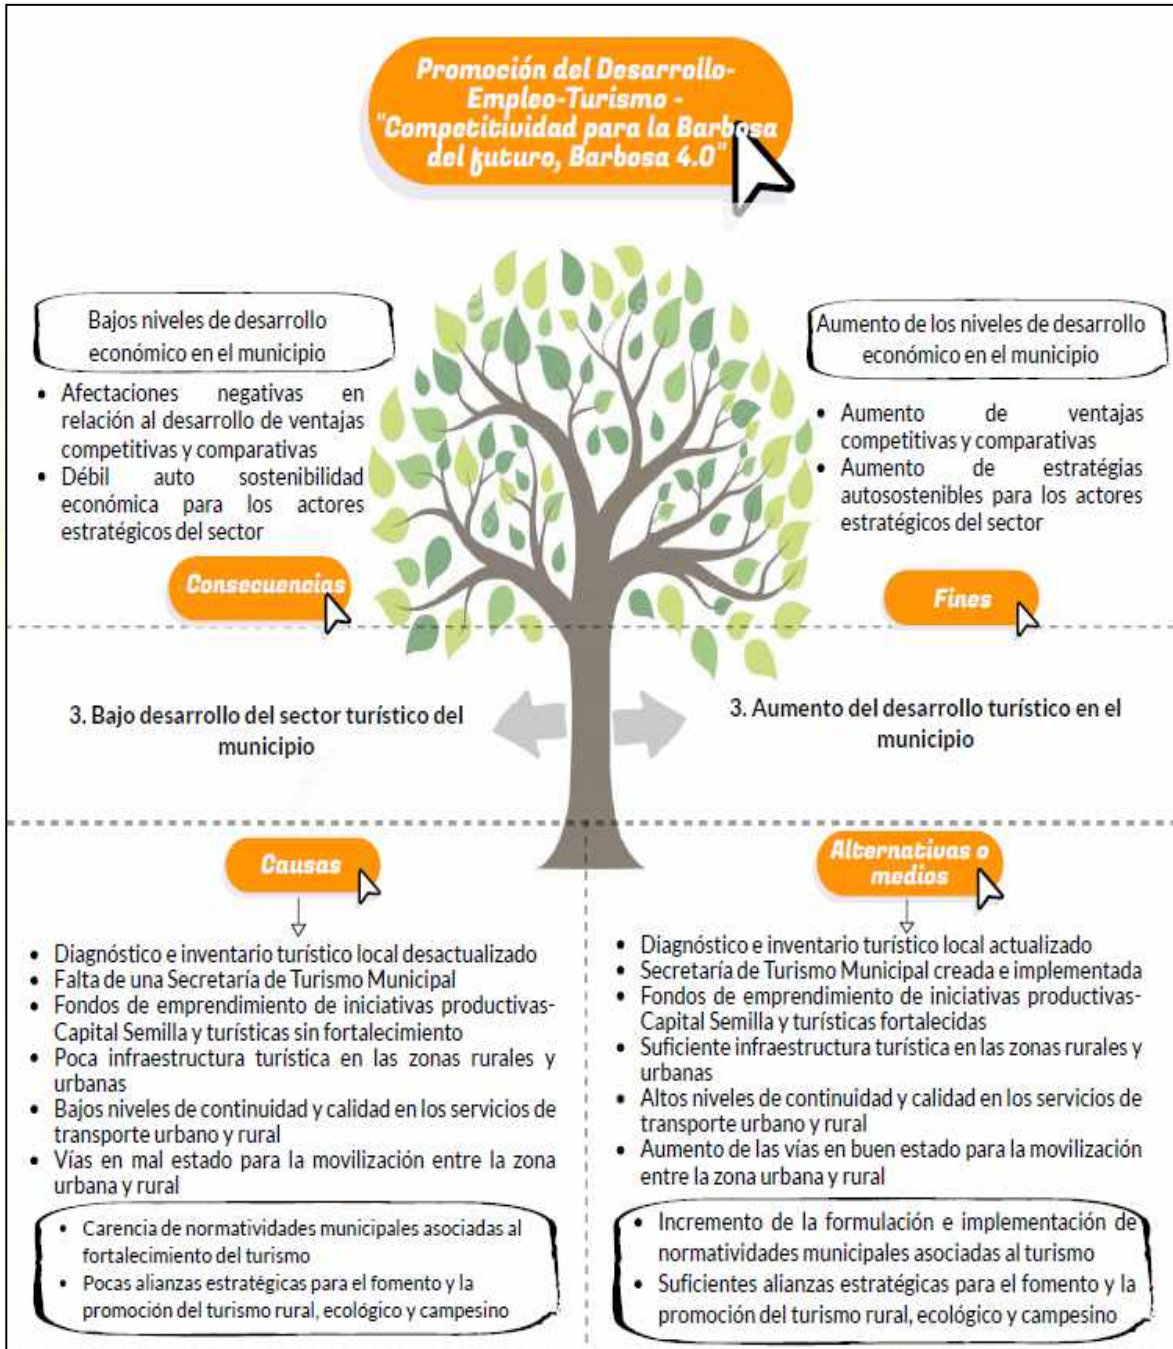 Promoción del Desarrollo-
Empleo-Turismo -
"Competitividad para la Barbosa
del futuro, Barbosa 4.0"
Bajos niveles de desarrollo
económico en el municipio
• Afectaciones negativas en
relación al desarrollo de ventajas
competitivas y comparativas
• Débil auto sostenibilidad
económica para los actores
estratégicos del sector
Consecuencias
Aumento de los niveles de desarrollo
económico en el municipio
• Aumento de ventajas
competitivas y comparativas
• Aumento de estratégias
autosostenibles para los actores
estratégicos del sector
Fines
3. Bajo desarrollo del sector turístico del
municipio
3. Aumento del desarrollo turístico en el
municipio
Causas
• Diagnóstico e inventario turístico local desactualizado
• Falta de una Secretaría de Turismo Municipal
• Fondos de emprendimiento de iniciativas productivas-
Capital Semilla y turísticas sin fortalecimiento
• Poca infraestructura turística en las zonas rurales y
urbanas
• Bajos niveles de continuidad y calidad en los servicios de
transporte urbano y rural
• Vías en mal estado para la movilización entre la zona
urbana y rural
• Carencia de normatividades municipales asociadas al
fortalecimiento del turismo
• Pocas alianzas estratégicas para el fomento y la
promoción del turismo rural, ecológico y campesino
Alternativas o
medios
• Diagnóstico e inventario turístico local actualizado
• Secretaría de Turismo Municipal creada e implementada
• Fondos de emprendimiento de iniciativas productivas-
Capital Semilla y turísticas fortalecidas
• Suficiente infraestructura turística en las zonas rurales y
urbanas
• Altos niveles de continuidad y calidad en los servicios de
transporte urbano y rural
• Aumento de las vías en buen estado para la movilización
entre la zona urbana y rural
• Incremento de la formulación e implementación de
normatividades municipales asociadas al turismo
• Suficientes alianzas estratégicas para el fomento y la
promoción del turismo rural, ecológico y campesino